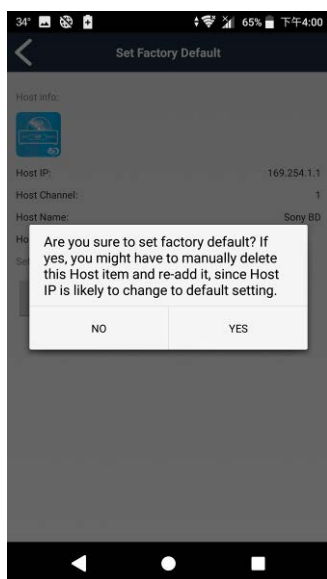 34° 65% 下午4:00
Set Factory Default
Host info:
Host IP: 169.254.1.1
Host Channel: 1
Host Name: Sony BD
Ho
Se
Are you sure to set factory default? If
yes, you might have to manually delete
this Host item and re-add it, since Host
IP is likely to change to default setting.
NO YES